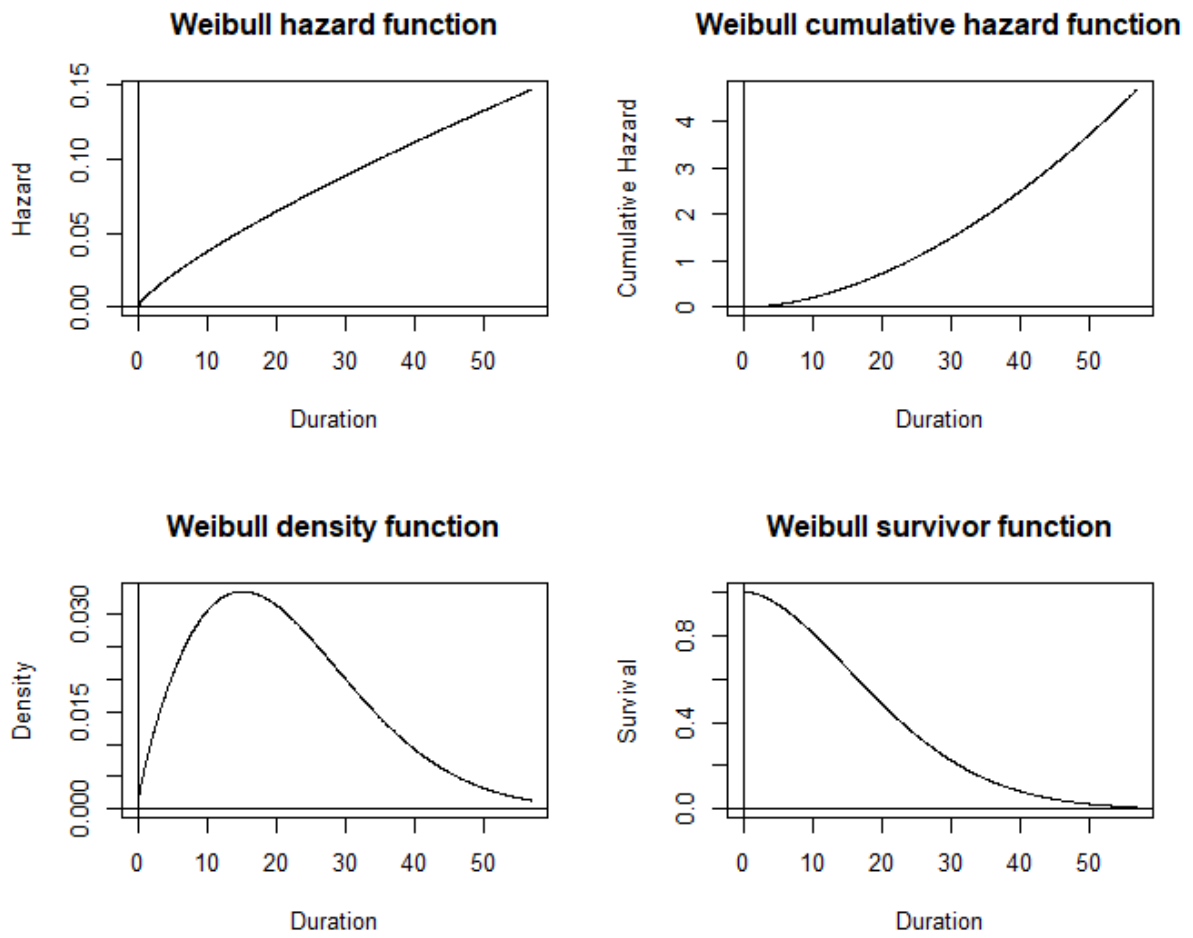 Weibull hazard function
Hazard
0.00 0.05 0.10 0.15
0 10 20 30 40 50
Duration
Weibull cumulative hazard function
Cumulative Hazard
0 1 2 3 4
0 10 20 30 40 50
Duration
Weibull density function
Density
0.000 0.015 0.030
0 10 20 30 40 50
Duration
Weibull survivor function
Survival
0.0 0.4 0.8
0 10 20 30 40 50
Duration